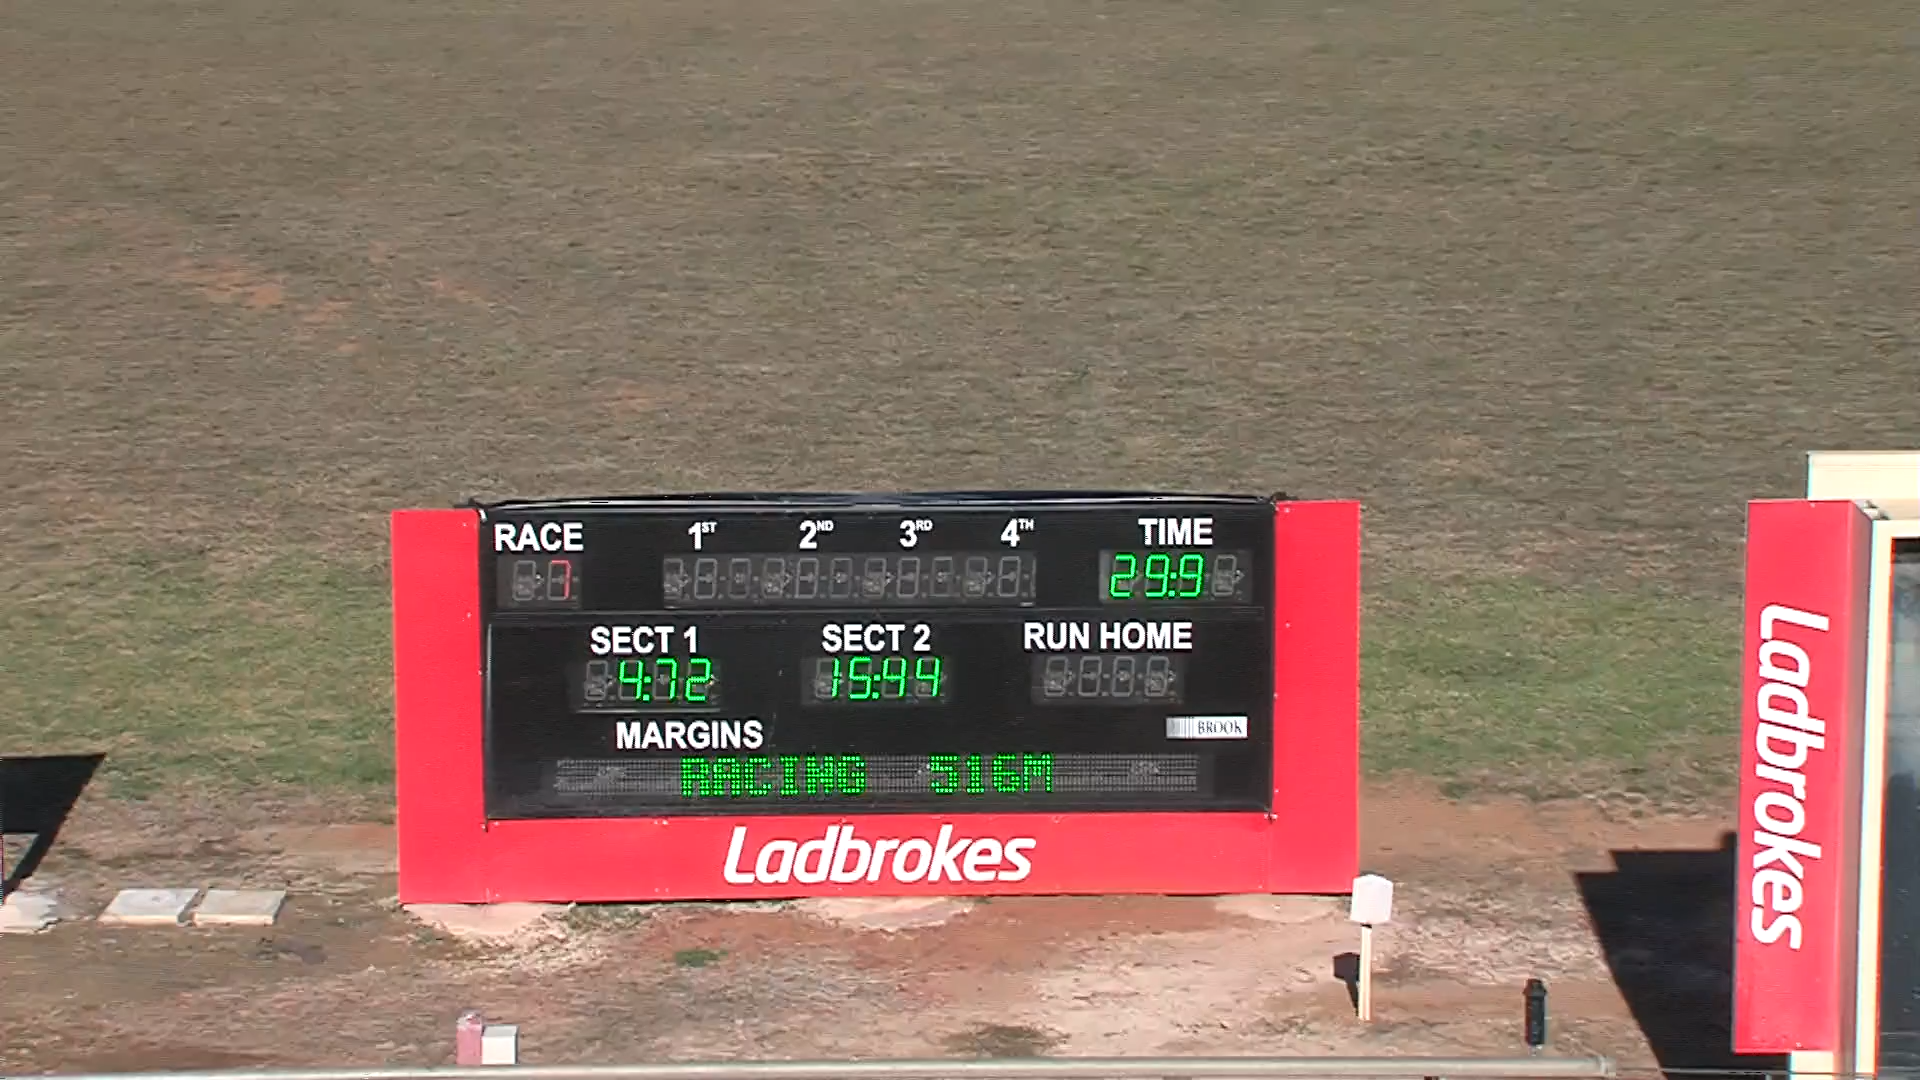 RACE 1ST 2ND 3RD 4TH TIME
7 29:9
SECT 1 SECT 2 RUN HOME
4:72 15:44
MARGINS BROOK
RACING 516M
Ladbrokes
Ladbrokes